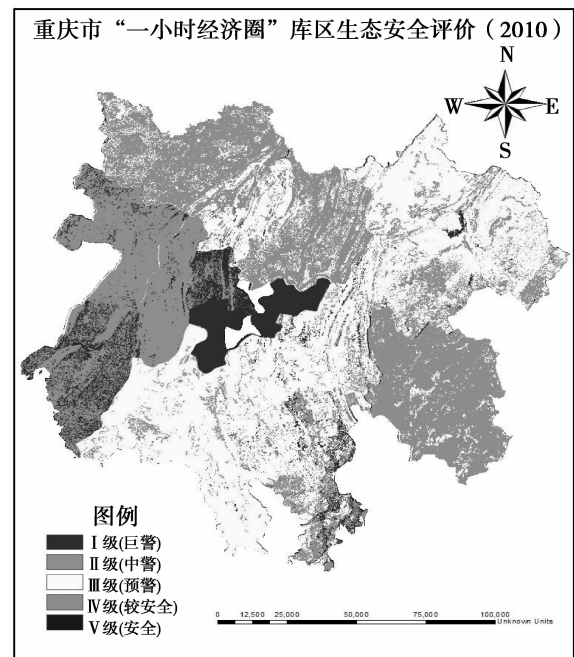 重庆市“一小时经济圈”库区生态安全评价（2010）
N
W E
S
图例
Ⅰ级(巨警)
Ⅱ级(中警)
Ⅲ级(预警)
Ⅳ级(较安全)
Ⅴ级(安全)
0 12,500 25,000 50,000 75,000 100,000
Unknown Units